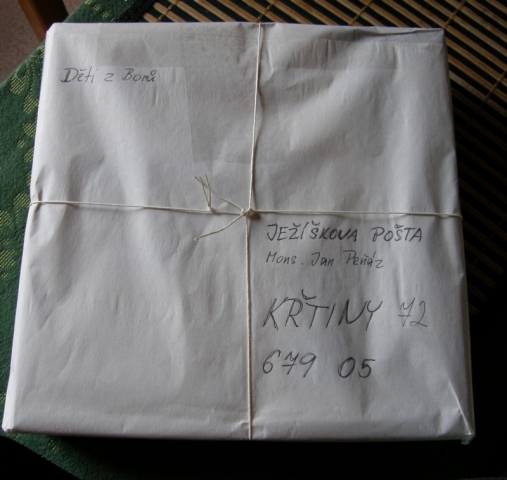 Děti z Borů
JEŽÍŠKOVA POŠTA
Mons. Jan Peňáz
KŘTINY 72
679 05